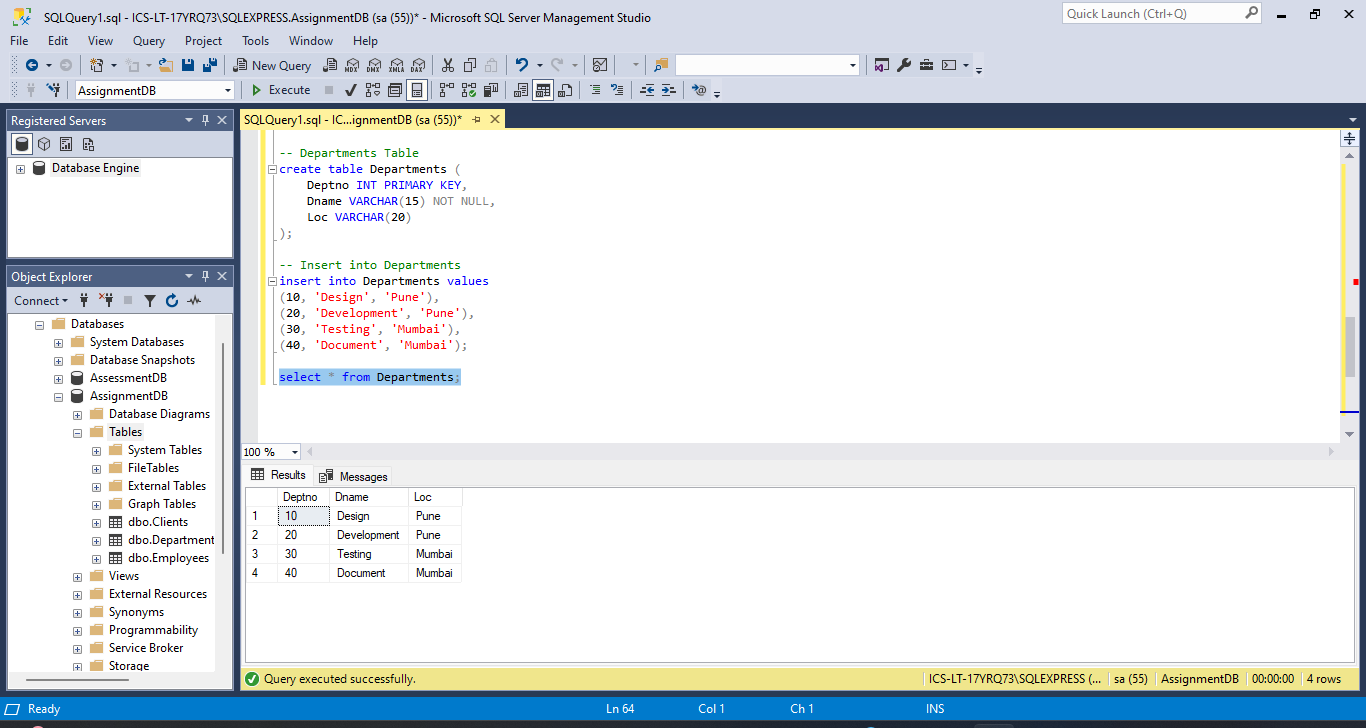 SQLQuery1.sql - ICS-LT-17YRQ73\SQLEXPRESS.AssignmentDB (sa (55))* - Microsoft SQL Server Management Studio
Quick Launch (Ctrl+Q)
File Edit View Query Project Tools Window Help
New Query MDX DMX XMLA DAX
AssignmentDB Execute
Registered Servers
Database Engine
Object Explorer
Connect
Databases
System Databases
Database Snapshots
AssessmentDB
AssignmentDB
Database Diagrams
Tables
System Tables
FileTables
External Tables
Graph Tables
dbo.Clients
dbo.Department
dbo.Employees
Views
External Resources
Synonyms
Programmability
Service Broker
Storage
SQLQuery1.sql - IC...ignmentDB (sa (55))*
-- Departments Table
create table Departments (
Deptno INT PRIMARY KEY,
Dname VARCHAR(15) NOT NULL,
Loc VARCHAR(20)
);
-- Insert into Departments
insert into Departments values
(10, 'Design', 'Pune'),
(20, 'Development', 'Pune'),
(30, 'Testing', 'Mumbai'),
(40, 'Document', 'Mumbai');
select * from Departments;
100 %
Results Messages
Deptno Dname Loc
1 10 Design Pune
2 20 Development Pune
3 30 Testing Mumbai
4 40 Document Mumbai
Query executed successfully. ICS-LT-17YRQ73\SQLEXPRESS (... sa (55) AssignmentDB 00:00:00 4 rows
Ready Ln 64 Col 1 Ch 1 INS